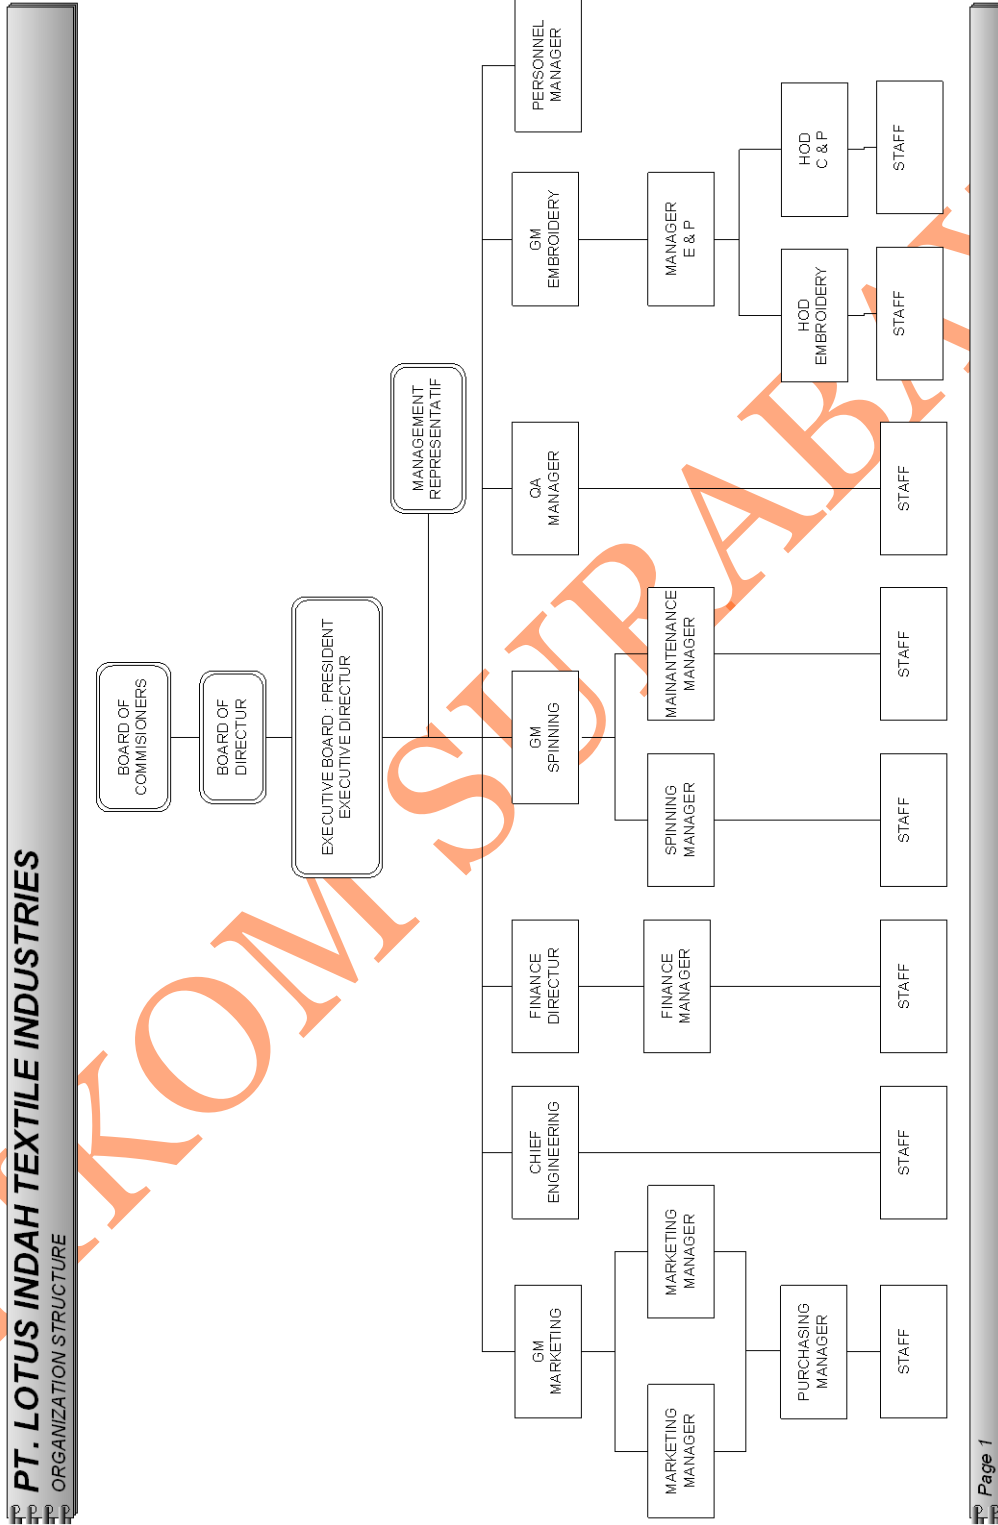 PT. LOTUS INDAH TEXTILE INDUSTRIES
ORGANIZATION STRUCTURE
BOARD OF
COMMISIONERS
BOARD OF
DIRECTUR
EXECUTIVE BOARD : PRESIDENT
EXECUTIVE DIRECTUR
MANAGEMENT
REPRESENTATIF
GM
MARKETING
CHIEF
ENGINEERING
FINANCE
DIRECTUR
GM
SPINNING
QA
MANAGER
GM
EMBROIDERY
PERSONNEL
MANAGER
MARKETING
MANAGER
MARKETING
MANAGER
FINANCE
MANAGER
SPINNING
MANAGER
MAINANTENANCE
MANAGER
MANAGER
E & P
PURCHASING
MANAGER
HOD
EMBROIDERY
HOD
C & P
STAFF
STAFF
STAFF
STAFF
STAFF
STAFF
STAFF
STAFF
Page 1
KOM SURABAY